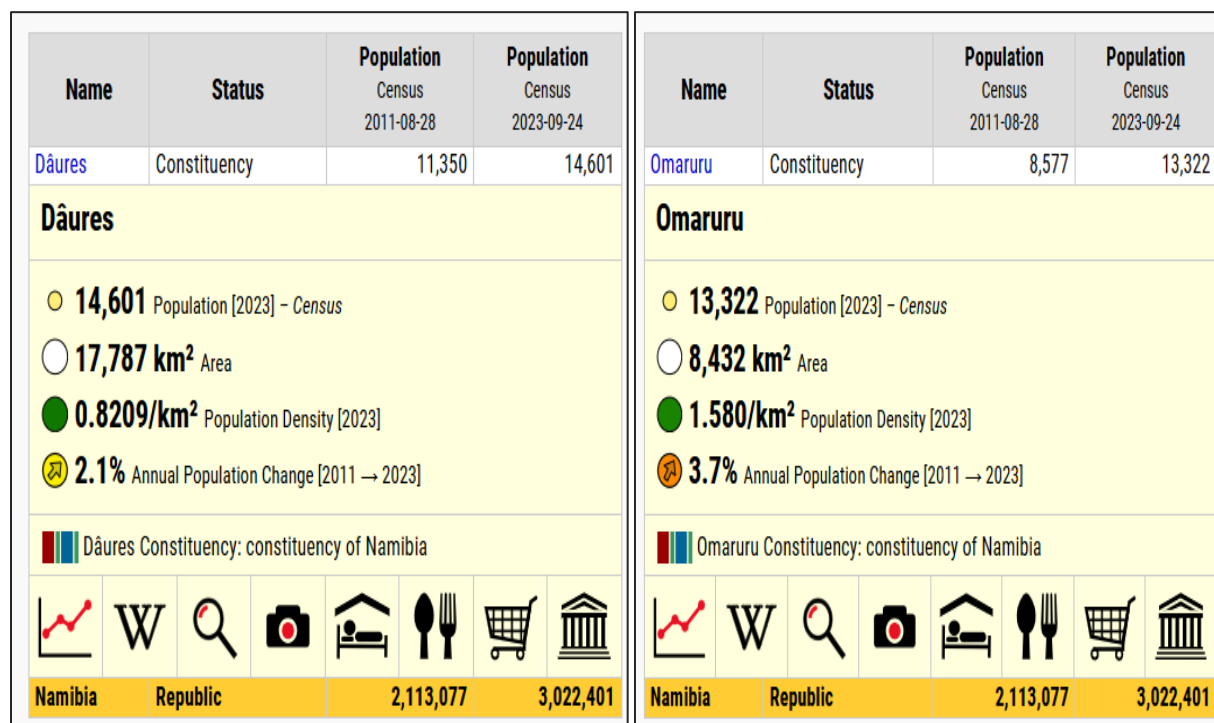 Name Status Population Census 2011-08-28 Population Census 2023-09-24
Dâures Constituency 11,350 14,601
Dâures
14,601 Population [2023] – Census
17,787 km² Area
0.8209/km² Population Density [2023]
2.1% Annual Population Change [2011 → 2023]
Dâures Constituency: constituency of Namibia
W
Namibia Republic 2,113,077 3,022,401
Name Status Population Census 2011-08-28 Population Census 2023-09-24
Omaruru Constituency 8,577 13,322
Omaruru
13,322 Population [2023] – Census
8,432 km² Area
1.580/km² Population Density [2023]
3.7% Annual Population Change [2011 → 2023]
Omaruru Constituency: constituency of Namibia
W
Namibia Republic 2,113,077 3,022,401